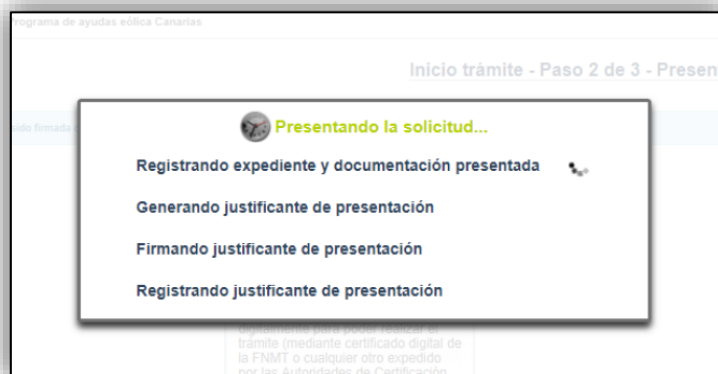 Programa de ayudas eólica Canarias
Inicio trámite - Paso 2 de 3 - Presen
sido firmada
Presentando la solicitud...
Registrando expediente y documentación presentada
Generando justificante de presentación
Firmando justificante de presentación
Registrando justificante de presentación
digitalmente para poder realizar el
trámite (mediante certificado digital de
la FNMT o cualquier otro expedido
por las Autoridades de Certificación